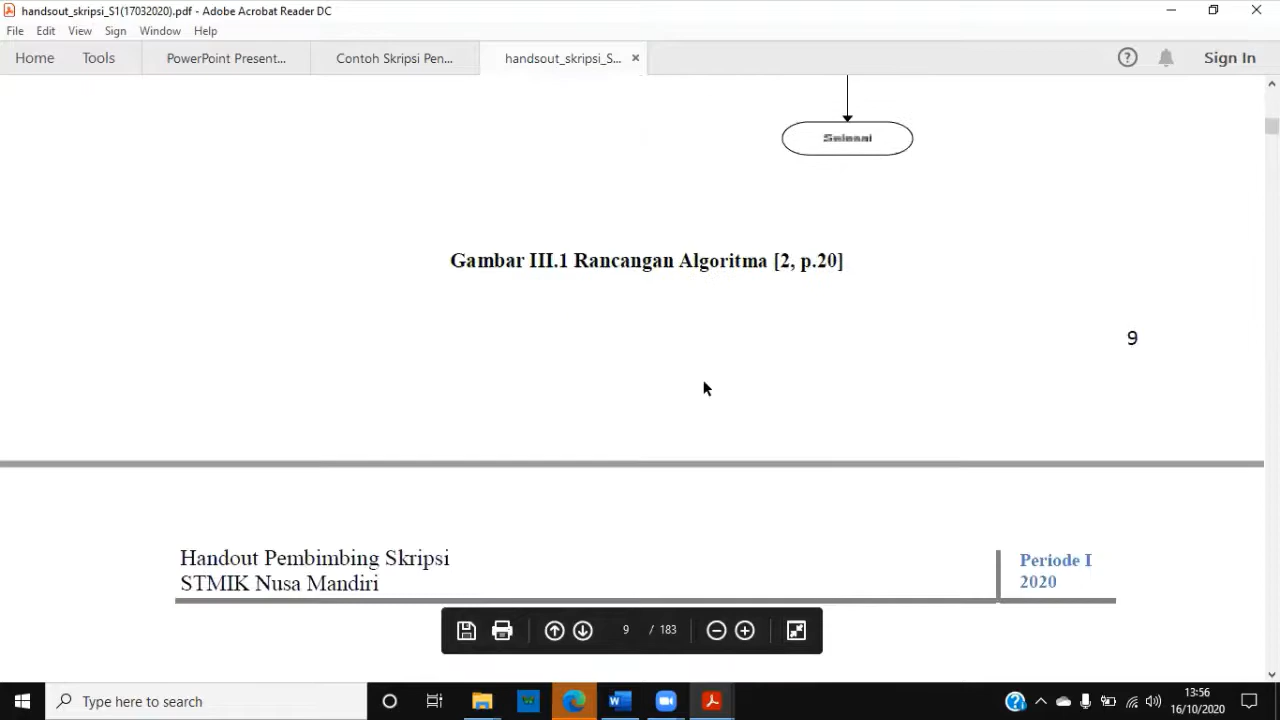 handsout_skripsi_S1(17032020).pdf - Adobe Acrobat Reader DC
File Edit View Sign Window Help
Home Tools PowerPoint Present... Contoh Skripsi Pen... handsout_skripsi_S... Sign In
Selesai
Gambar III.1 Rancangan Algoritma [2, p.20]
9
Handout Pembimbing Skripsi
STMIK Nusa Mandiri
Periode I
2020
9 / 183
Type here to search
13:56
16/10/2020